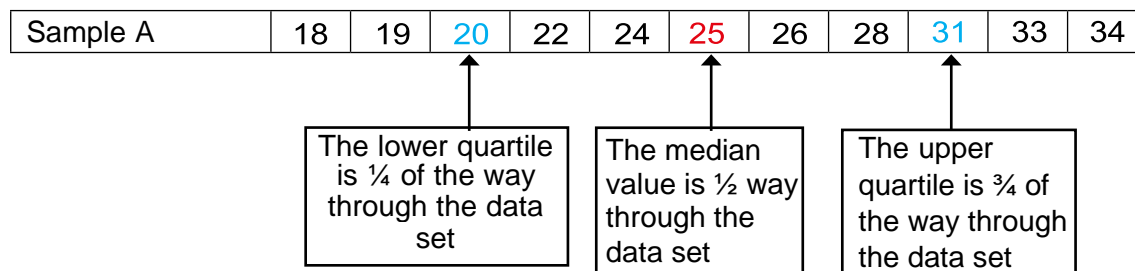 Sample A 18 19 20 22 24 25 26 28 31 33 34
The lower quartile
is ¼ of the way
through the data
set
The median
value is ½ way
through the
data set
The upper
quartile is ¾ of
the way through
the data set